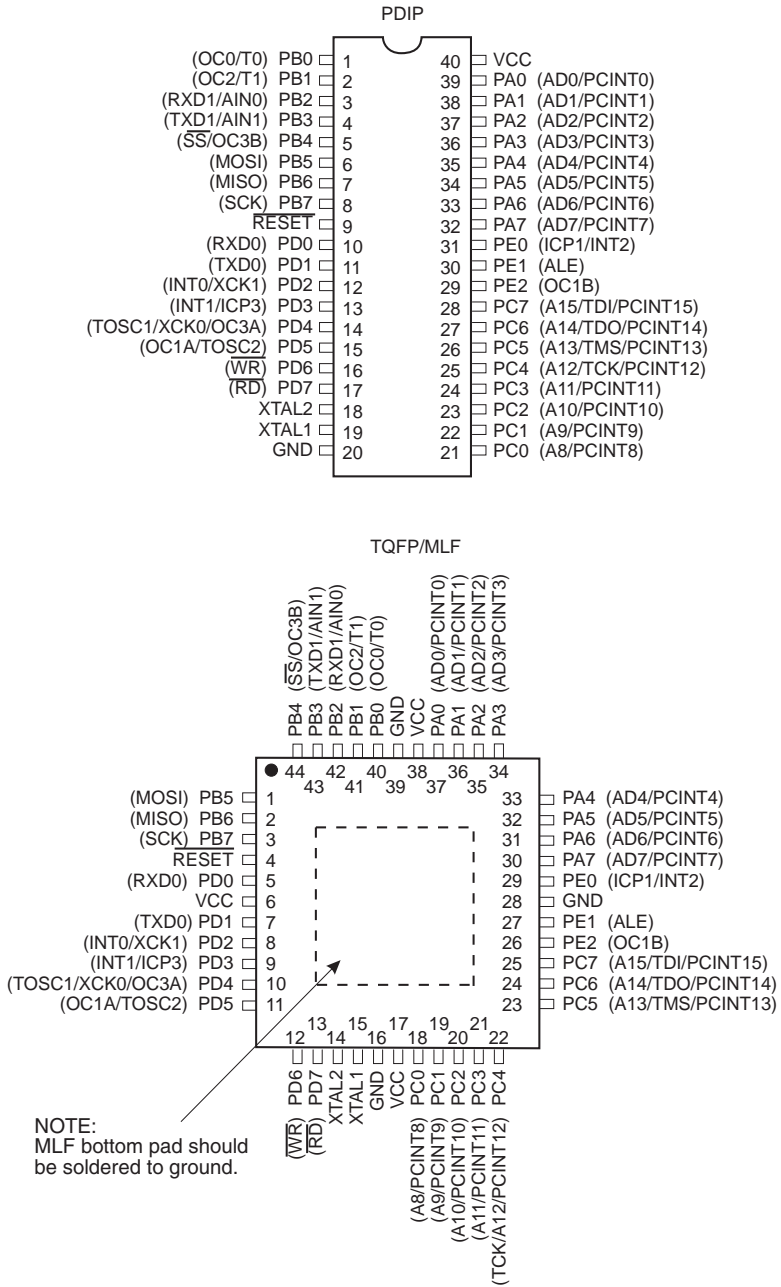 PDIP
(OC0/T0) PB0 1 40 VCC
(OC2/T1) PB1 2 39 PA0 (AD0/PCINT0)
(RXD1/AIN0) PB2 3 38 PA1 (AD1/PCINT1)
(TXD1/AIN1) PB3 4 37 PA2 (AD2/PCINT2)
(S̅S̅/OC3B) PB4 5 36 PA3 (AD3/PCINT3)
(MOSI) PB5 6 35 PA4 (AD4/PCINT4)
(MISO) PB6 7 34 PA5 (AD5/PCINT5)
(SCK) PB7 8 33 PA6 (AD6/PCINT6)
R̅E̅S̅E̅T̅ 9 32 PA7 (AD7/PCINT7)
(RXD0) PD0 10 31 PE0 (ICP1/INT2)
(TXD0) PD1 11 30 PE1 (ALE)
(INT0/XCK1) PD2 12 29 PE2 (OC1B)
(INT1/ICP3) PD3 13 28 PC7 (A15/TDI/PCINT15)
(TOSC1/XCK0/OC3A) PD4 14 27 PC6 (A14/TDO/PCINT14)
(OC1A/TOSC2) PD5 15 26 PC5 (A13/TMS/PCINT13)
(W̅R̅) PD6 16 25 PC4 (A12/TCK/PCINT12)
(R̅D̅) PD7 17 24 PC3 (A11/PCINT11)
XTAL2 18 23 PC2 (A10/PCINT10)
XTAL1 19 22 PC1 (A9/PCINT9)
GND 20 21 PC0 (A8/PCINT8)
TQFP/MLF
PB4 (S̅S̅/OC3B)
PB3 (TXD1/AIN1)
PB2 (RXD1/AIN0)
PB1 (OC2/T1)
PB0 (OC0/T0)
GND
VCC
PA0 (AD0/PCINT0)
PA1 (AD1/PCINT1)
PA2 (AD2/PCINT2)
PA3 (AD3/PCINT3)
44 42 40 38 36 34
43 41 39 37 35
(MOSI) PB5 1 33 PA4 (AD4/PCINT4)
(MISO) PB6 2 32 PA5 (AD5/PCINT5)
(SCK) PB7 3 31 PA6 (AD6/PCINT6)
R̅E̅S̅E̅T̅ 4 30 PA7 (AD7/PCINT7)
(RXD0) PD0 5 29 PE0 (ICP1/INT2)
VCC 6 28 GND
(TXD0) PD1 7 27 PE1 (ALE)
(INT0/XCK1) PD2 8 26 PE2 (OC1B)
(INT1/ICP3) PD3 9 25 PC7 (A15/TDI/PCINT15)
(TOSC1/XCK0/OC3A) PD4 10 24 PC6 (A14/TDO/PCINT14)
(OC1A/TOSC2) PD5 11 23 PC5 (A13/TMS/PCINT13)
13 15 17 19 21
12 14 16 18 20 22
(W̅R̅) PD6
(R̅D̅) PD7
XTAL2
XTAL1
GND
VCC
(A8/PCINT8) PC0
(A9/PCINT9) PC1
(A10/PCINT10) PC2
(A11/PCINT11) PC3
(TCK/A12/PCINT12) PC4
NOTE:
MLF bottom pad should
be soldered to ground.